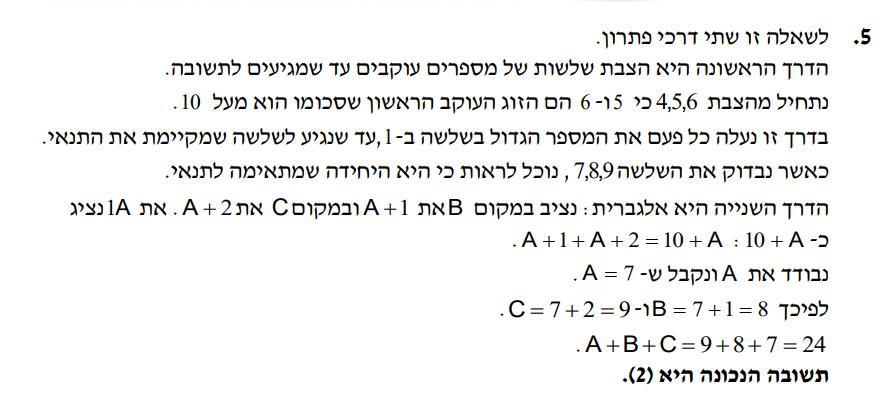 5. לשאלה זו שתי דרכי פתרון.
הדרך הראשונה היא הצבת שלשות של מספרים עוקבים עד שמגיעים לתשובה.
נתחיל מהצבת 4,5,6 כי 5 ו- 6 הם הזוג העוקב הראשון שסכומו הוא מעל 10.
בדרך זו נעלה כל פעם את המספר הגדול בשלשה ב-1, עד שנגיע לשלשה שמקיימת את התנאי.
כאשר נבדוק את השלשה 7,8,9, נוכל לראות כי היא היחידה שמתאימה לתנאי.
הדרך השנייה היא אלגברית: נציב במקום B את A+1 ובמקום C את A+2. את 1A נציג
כ- 10+A : A+1+A+2=10+A.
נבודד את A ונקבל ש- A=7.
לפיכך B=7+1=8 ו- C=7+2=9.
A+B+C=9+8+7=24.
תשובה הנכונה היא (2).